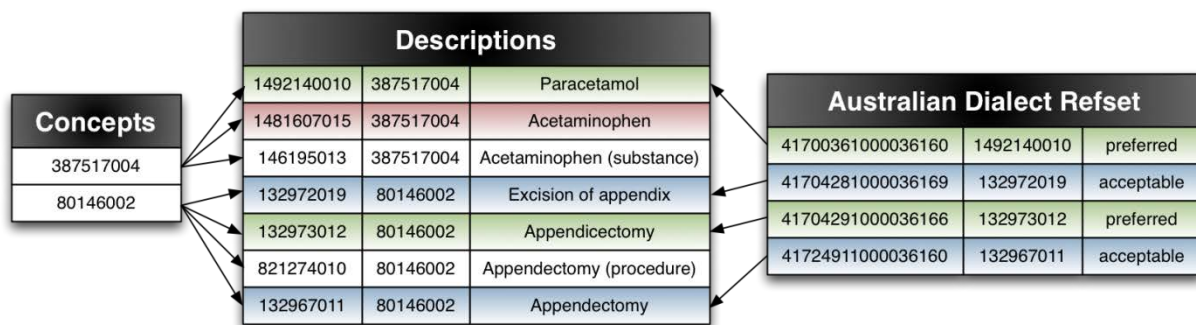 Concepts
387517004
80146002
Descriptions
1492140010 387517004 Paracetamol
1481607015 387517004 Acetaminophen
146195013 387517004 Acetaminophen (substance)
132972019 80146002 Excision of appendix
132973012 80146002 Appendicectomy
821274010 80146002 Appendectomy (procedure)
132967011 80146002 Appendectomy
Australian Dialect Refset
41700361000036160 1492140010 preferred
41704281000036169 132972019 acceptable
41704291000036166 132973012 preferred
41724911000036160 132967011 acceptable